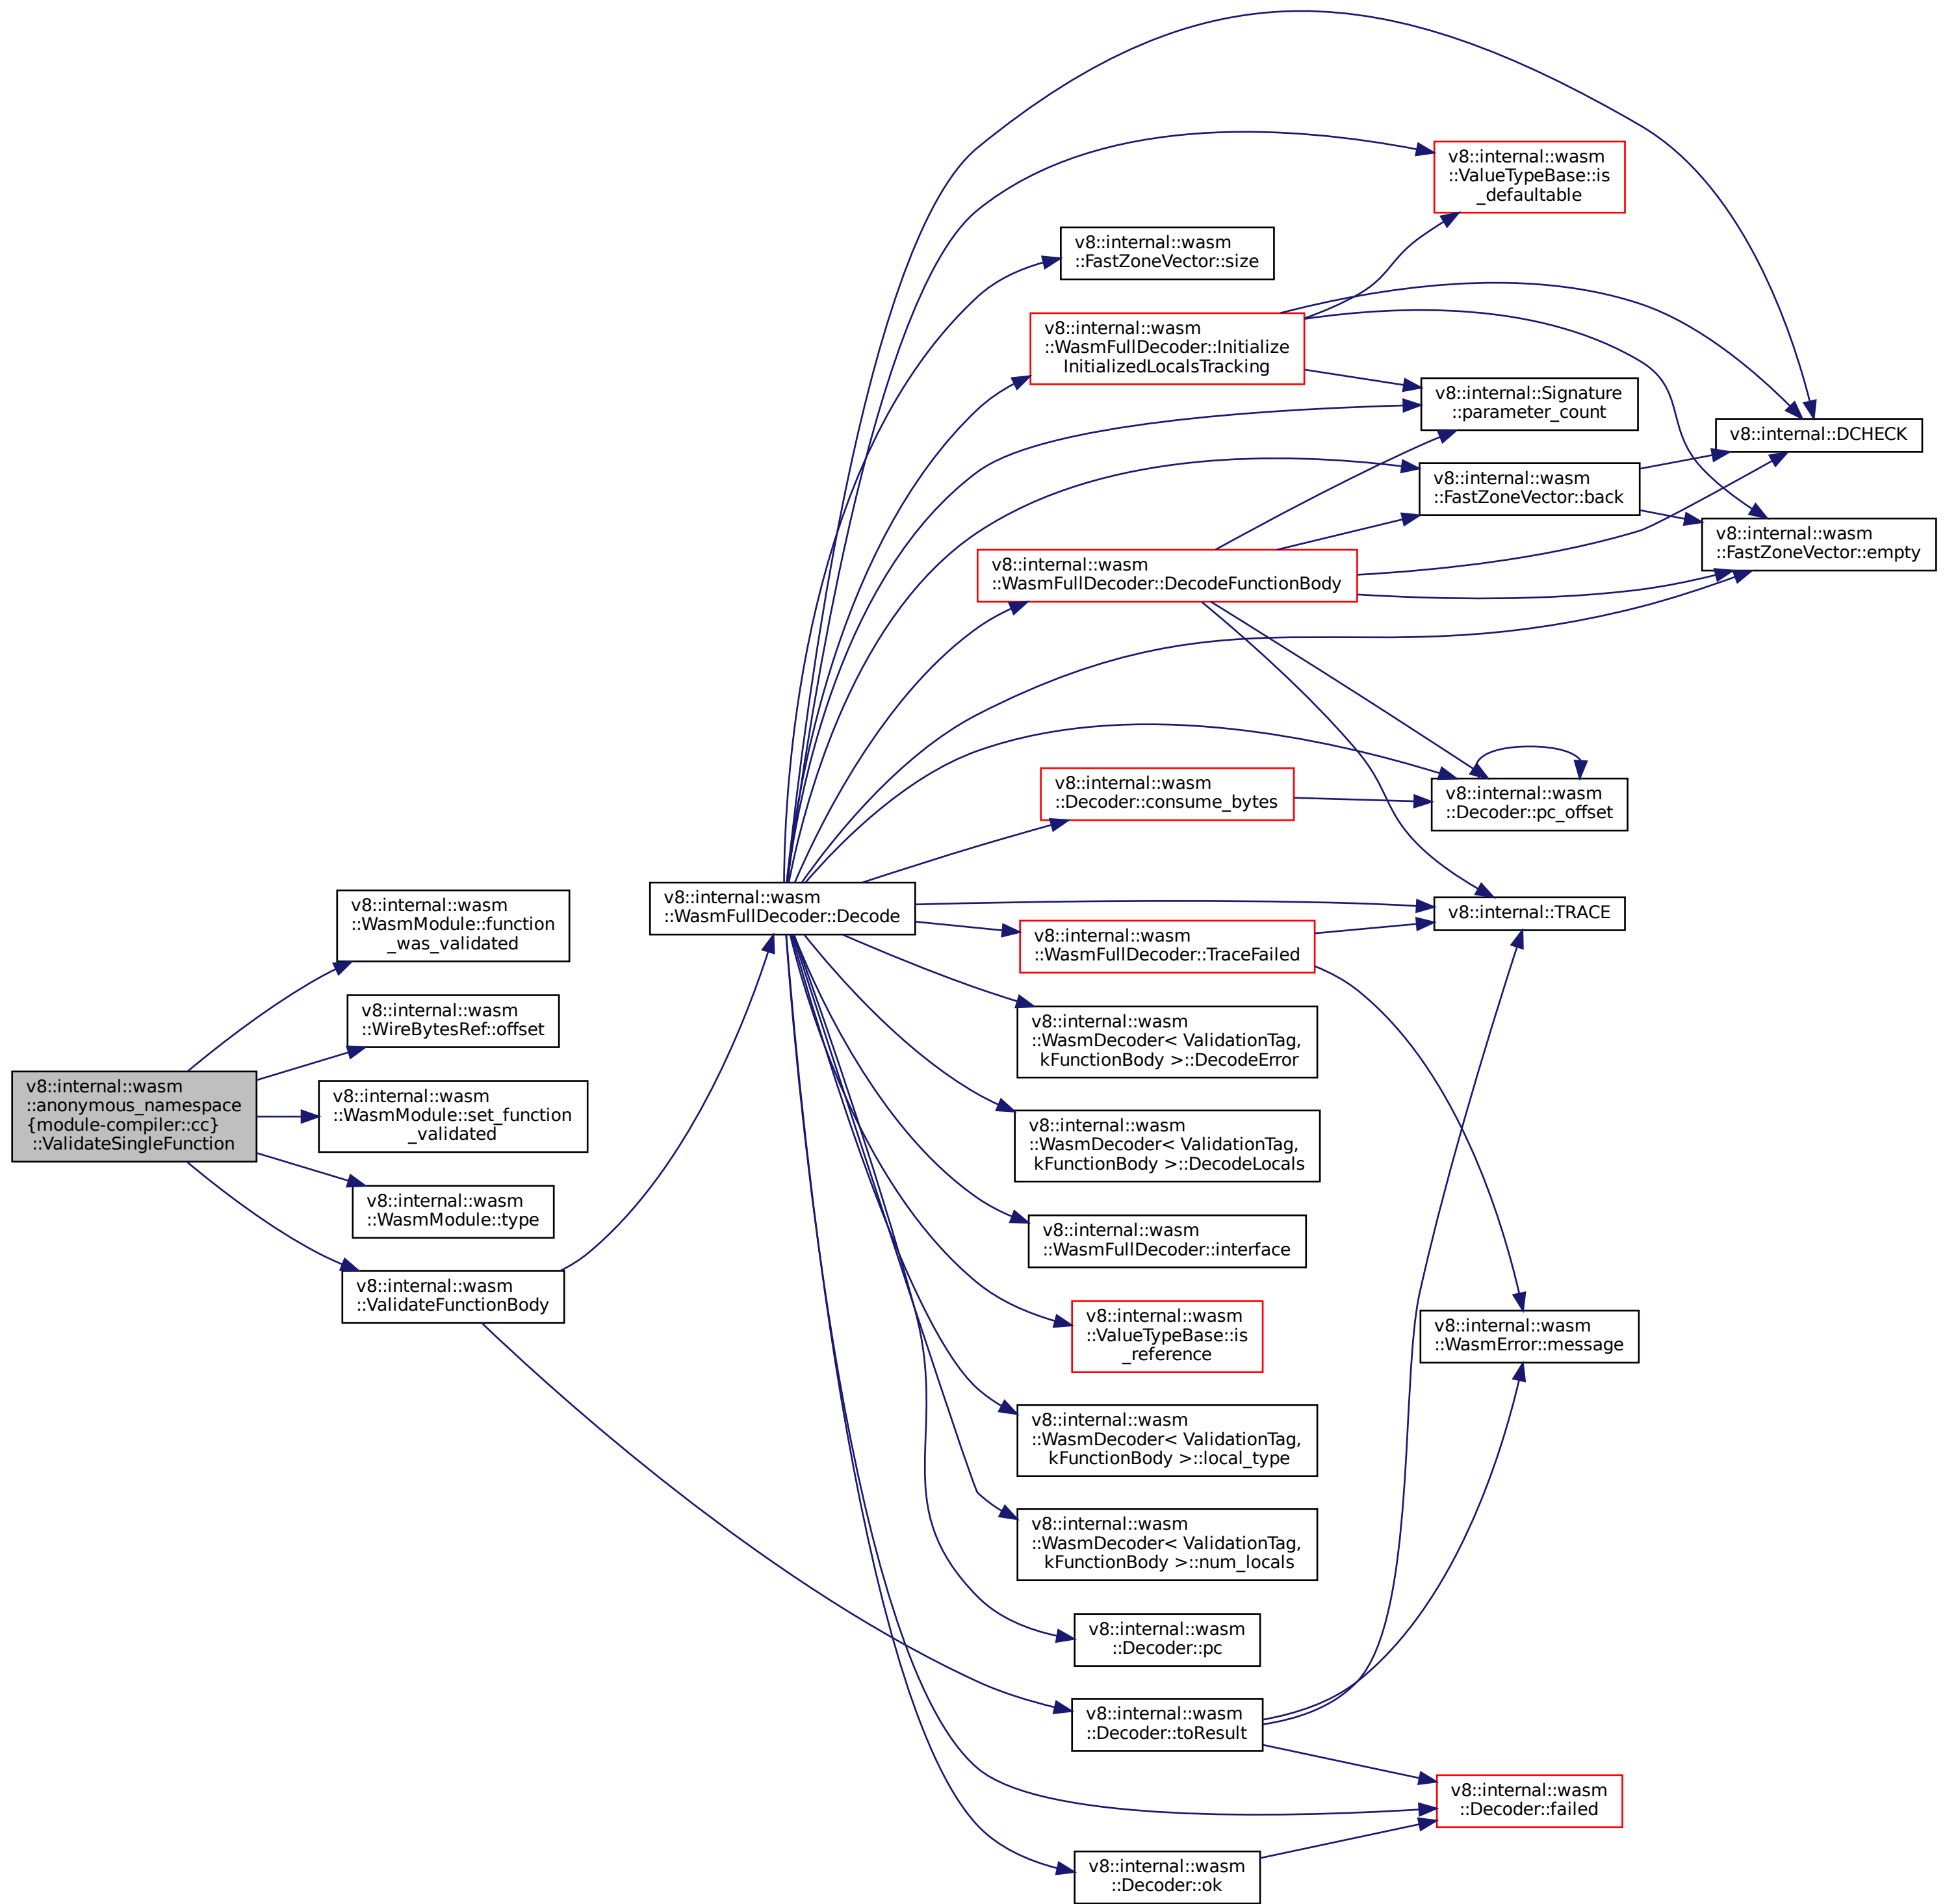 v8::internal::wasm
::anonymous_namespace
{module-compiler::cc}
::ValidateSingleFunction
v8::internal::wasm
::WasmModule::function
_was_validated
v8::internal::wasm
::WireBytesRef::offset
v8::internal::wasm
::WasmModule::set_function
_validated
v8::internal::wasm
::WasmModule::type
v8::internal::wasm
::ValidateFunctionBody
v8::internal::wasm
::WasmFullDecoder::Decode
v8::internal::wasm
::FastZoneVector::size
v8::internal::wasm
::WasmFullDecoder::Initialize
InitializedLocalsTracking
v8::internal::wasm
::WasmFullDecoder::DecodeFunctionBody
v8::internal::wasm
::Decoder::consume_bytes
v8::internal::wasm
::WasmFullDecoder::TraceFailed
v8::internal::wasm
::WasmDecoder< ValidationTag,
kFunctionBody >::DecodeError
v8::internal::wasm
::WasmDecoder< ValidationTag,
kFunctionBody >::DecodeLocals
v8::internal::wasm
::WasmFullDecoder::interface
v8::internal::wasm
::ValueTypeBase::is
_reference
v8::internal::wasm
::WasmDecoder< ValidationTag,
kFunctionBody >::local_type
v8::internal::wasm
::WasmDecoder< ValidationTag,
kFunctionBody >::num_locals
v8::internal::wasm
::Decoder::pc
v8::internal::wasm
::Decoder::toResult
v8::internal::wasm
::Decoder::ok
v8::internal::wasm
::ValueTypeBase::is
_defaultable
v8::internal::Signature
::parameter_count
v8::internal::wasm
::FastZoneVector::back
v8::internal::wasm
::Decoder::pc_offset
v8::internal::TRACE
v8::internal::wasm
::WasmError::message
v8::internal::wasm
::Decoder::failed
v8::internal::DCHECK
v8::internal::wasm
::FastZoneVector::empty